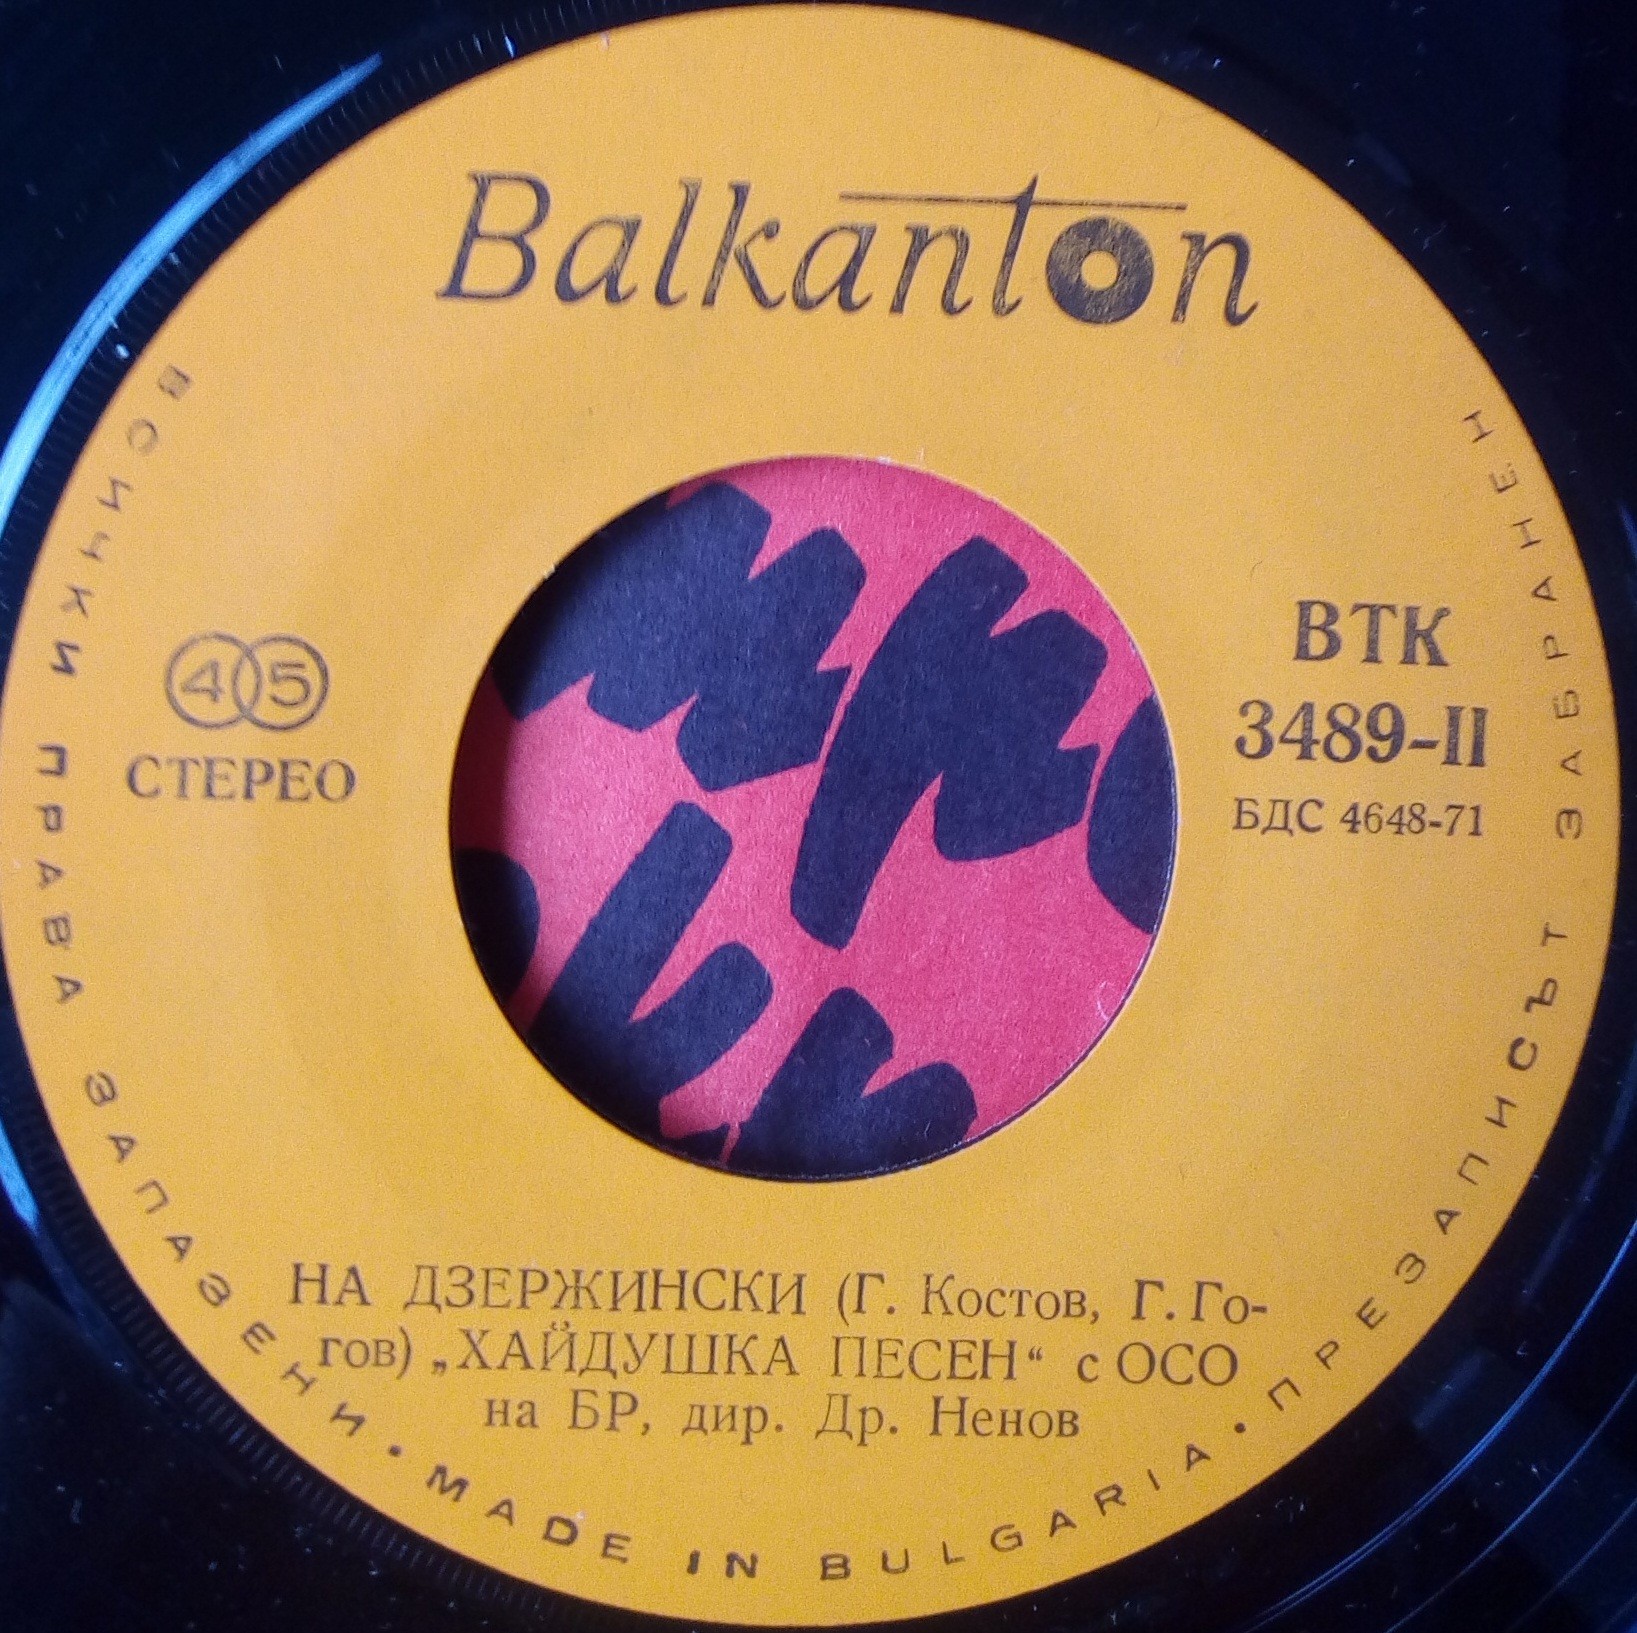 Balkanton
45
СТЕРЕО
ВТК
3489-II
БДС 4648-71
НА ДЗЕРЖИНСКИ (Г. Костов, Г. Го-
гов) „ХАЙДУШКА ПЕСЕН“ с ОСО
на БР, дир. Др. Ненов
ВОИЧКИ ПРАВА ЗАПАЗЕНИ · MADE IN BULGARIA · ПРЕЗАПИСЪТ ЗАБРАНЕН